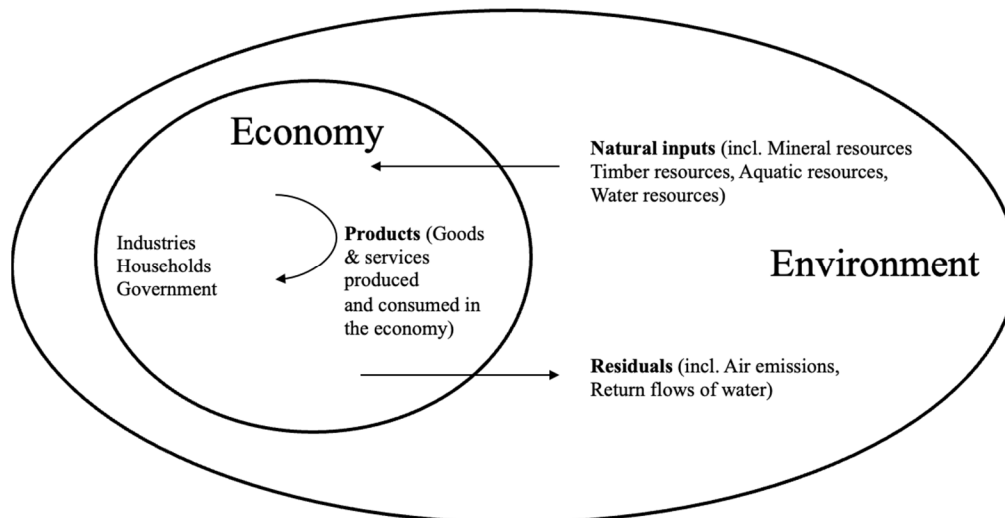 Economy
Natural inputs (incl. Mineral resources
Timber resources, Aquatic resources,
Water resources)
Industries
Households
Government
Products (Goods
& services
produced
and consumed in
the economy)
Environment
Residuals (incl. Air emissions,
Return flows of water)